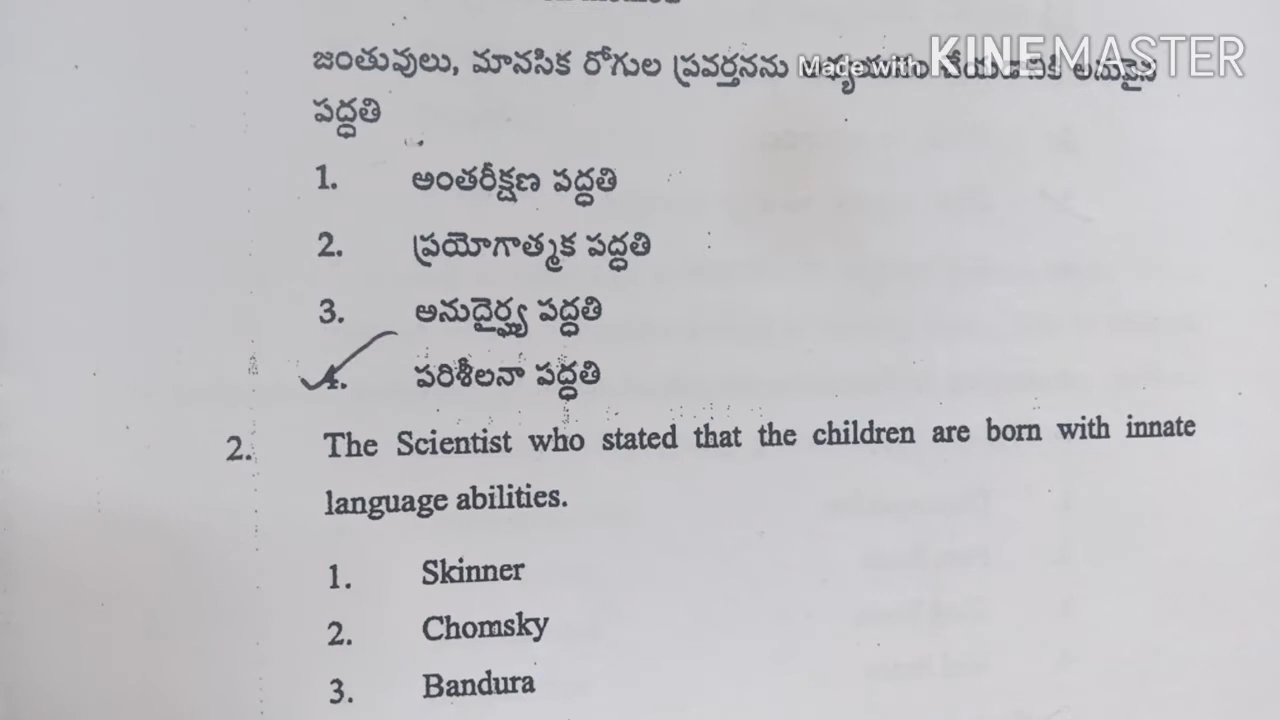 జంతువులు, మానసిక రోగుల ప్రవర్తనను Made with KINEMASTER
పద్ధతి
1. అంతరీక్షణ పద్ధతి
2. ప్రయోగాత్మక పద్ధతి
3. అనుదైర్ఘ్య పద్ధతి
4. పరిశీలనా పద్ధతి
2. The Scientist who stated that the children are born with innate
language abilities.
1. Skinner
2. Chomsky
3. Bandura